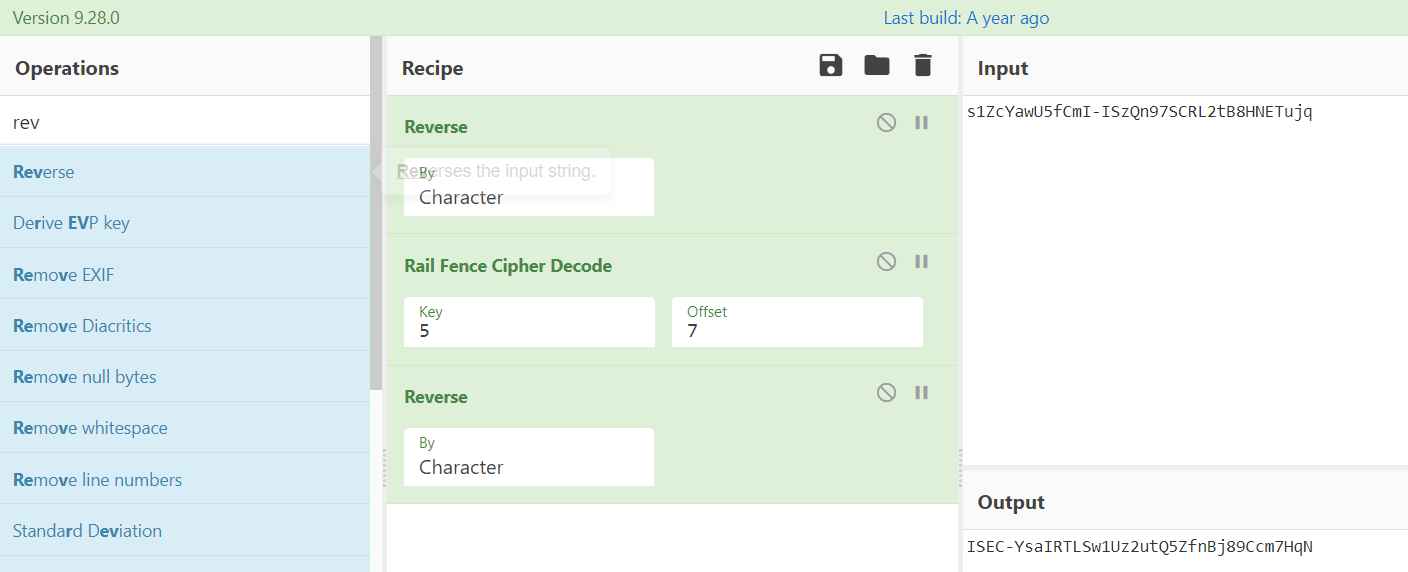 Version 9.28.0
Last build: A year ago
Operations
rev
Reverse
Derive EVP key
Remove EXIF
Remove Diacritics
Remove null bytes
Remove whitespace
Remove line numbers
Standard Deviation
Recipe
Reverse
Reverses the input string.
By
Character
Rail Fence Cipher Decode
Key
5
Offset
7
Reverse
By
Character
Input
s1ZcYawU5fCmI-ISzQn97SCRL2tB8HNETujq
Output
ISEC-YsaIRTLSw1Uz2utQ5ZfnBj89Ccm7HqN